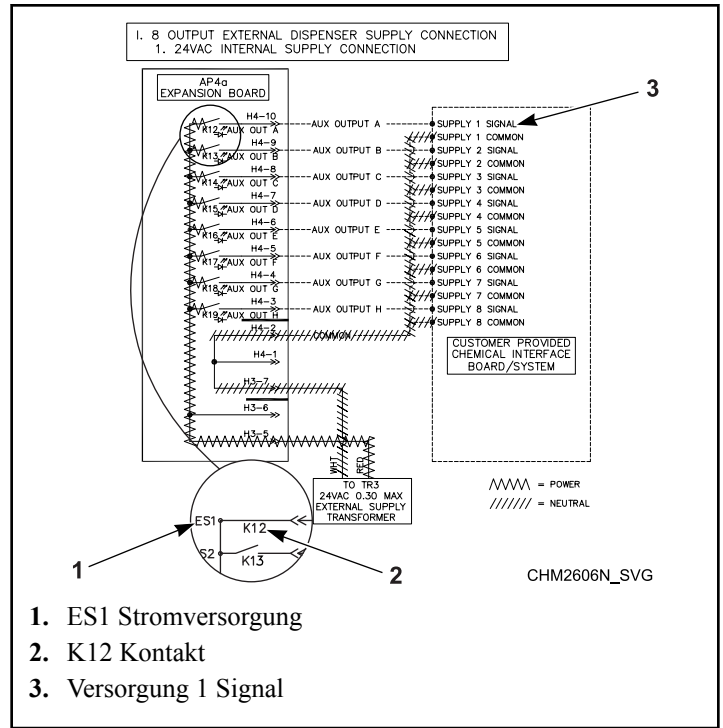 I. 8 OUTPUT EXTERNAL DISPENSER SUPPLY CONNECTION
1. 24VAC INTERNAL SUPPLY CONNECTION
AP4a
EXPANSION BOARD
3
H4-10
K12 AUX OUT A
AUX OUTPUT A
SUPPLY 1 SIGNAL
SUPPLY 1 COMMON
H4-9
K13 AUX OUT B
AUX OUTPUT B
SUPPLY 2 SIGNAL
SUPPLY 2 COMMON
H4-8
K14 AUX OUT C
AUX OUTPUT C
SUPPLY 3 SIGNAL
SUPPLY 3 COMMON
H4-7
K15 AUX OUT D
AUX OUTPUT D
SUPPLY 4 SIGNAL
SUPPLY 4 COMMON
H4-6
K16 AUX OUT E
AUX OUTPUT E
SUPPLY 5 SIGNAL
SUPPLY 5 COMMON
H4-5
K17 AUX OUT F
AUX OUTPUT F
SUPPLY 6 SIGNAL
SUPPLY 6 COMMON
H4-4
K18 AUX OUT G
AUX OUTPUT G
SUPPLY 7 SIGNAL
SUPPLY 7 COMMON
H4-3
K19 AUX OUT H
AUX OUTPUT H
SUPPLY 8 SIGNAL
SUPPLY 8 COMMON
H4-2
COMMON
H4-1
H3-7
H3-6
H3-5
CUSTOMER PROVIDED
CHEMICAL INTERFACE
BOARD/SYSTEM
WHT
RED
TO TR3
24VAC 0.30 MAX
EXTERNAL SUPPLY
TRANSFORMER
= POWER
= NEUTRAL
ES1
K12
S2
K13
1
2
CHM2606N_SVG
1. ES1 Stromversorgung
2. K12 Kontakt
3. Versorgung 1 Signal